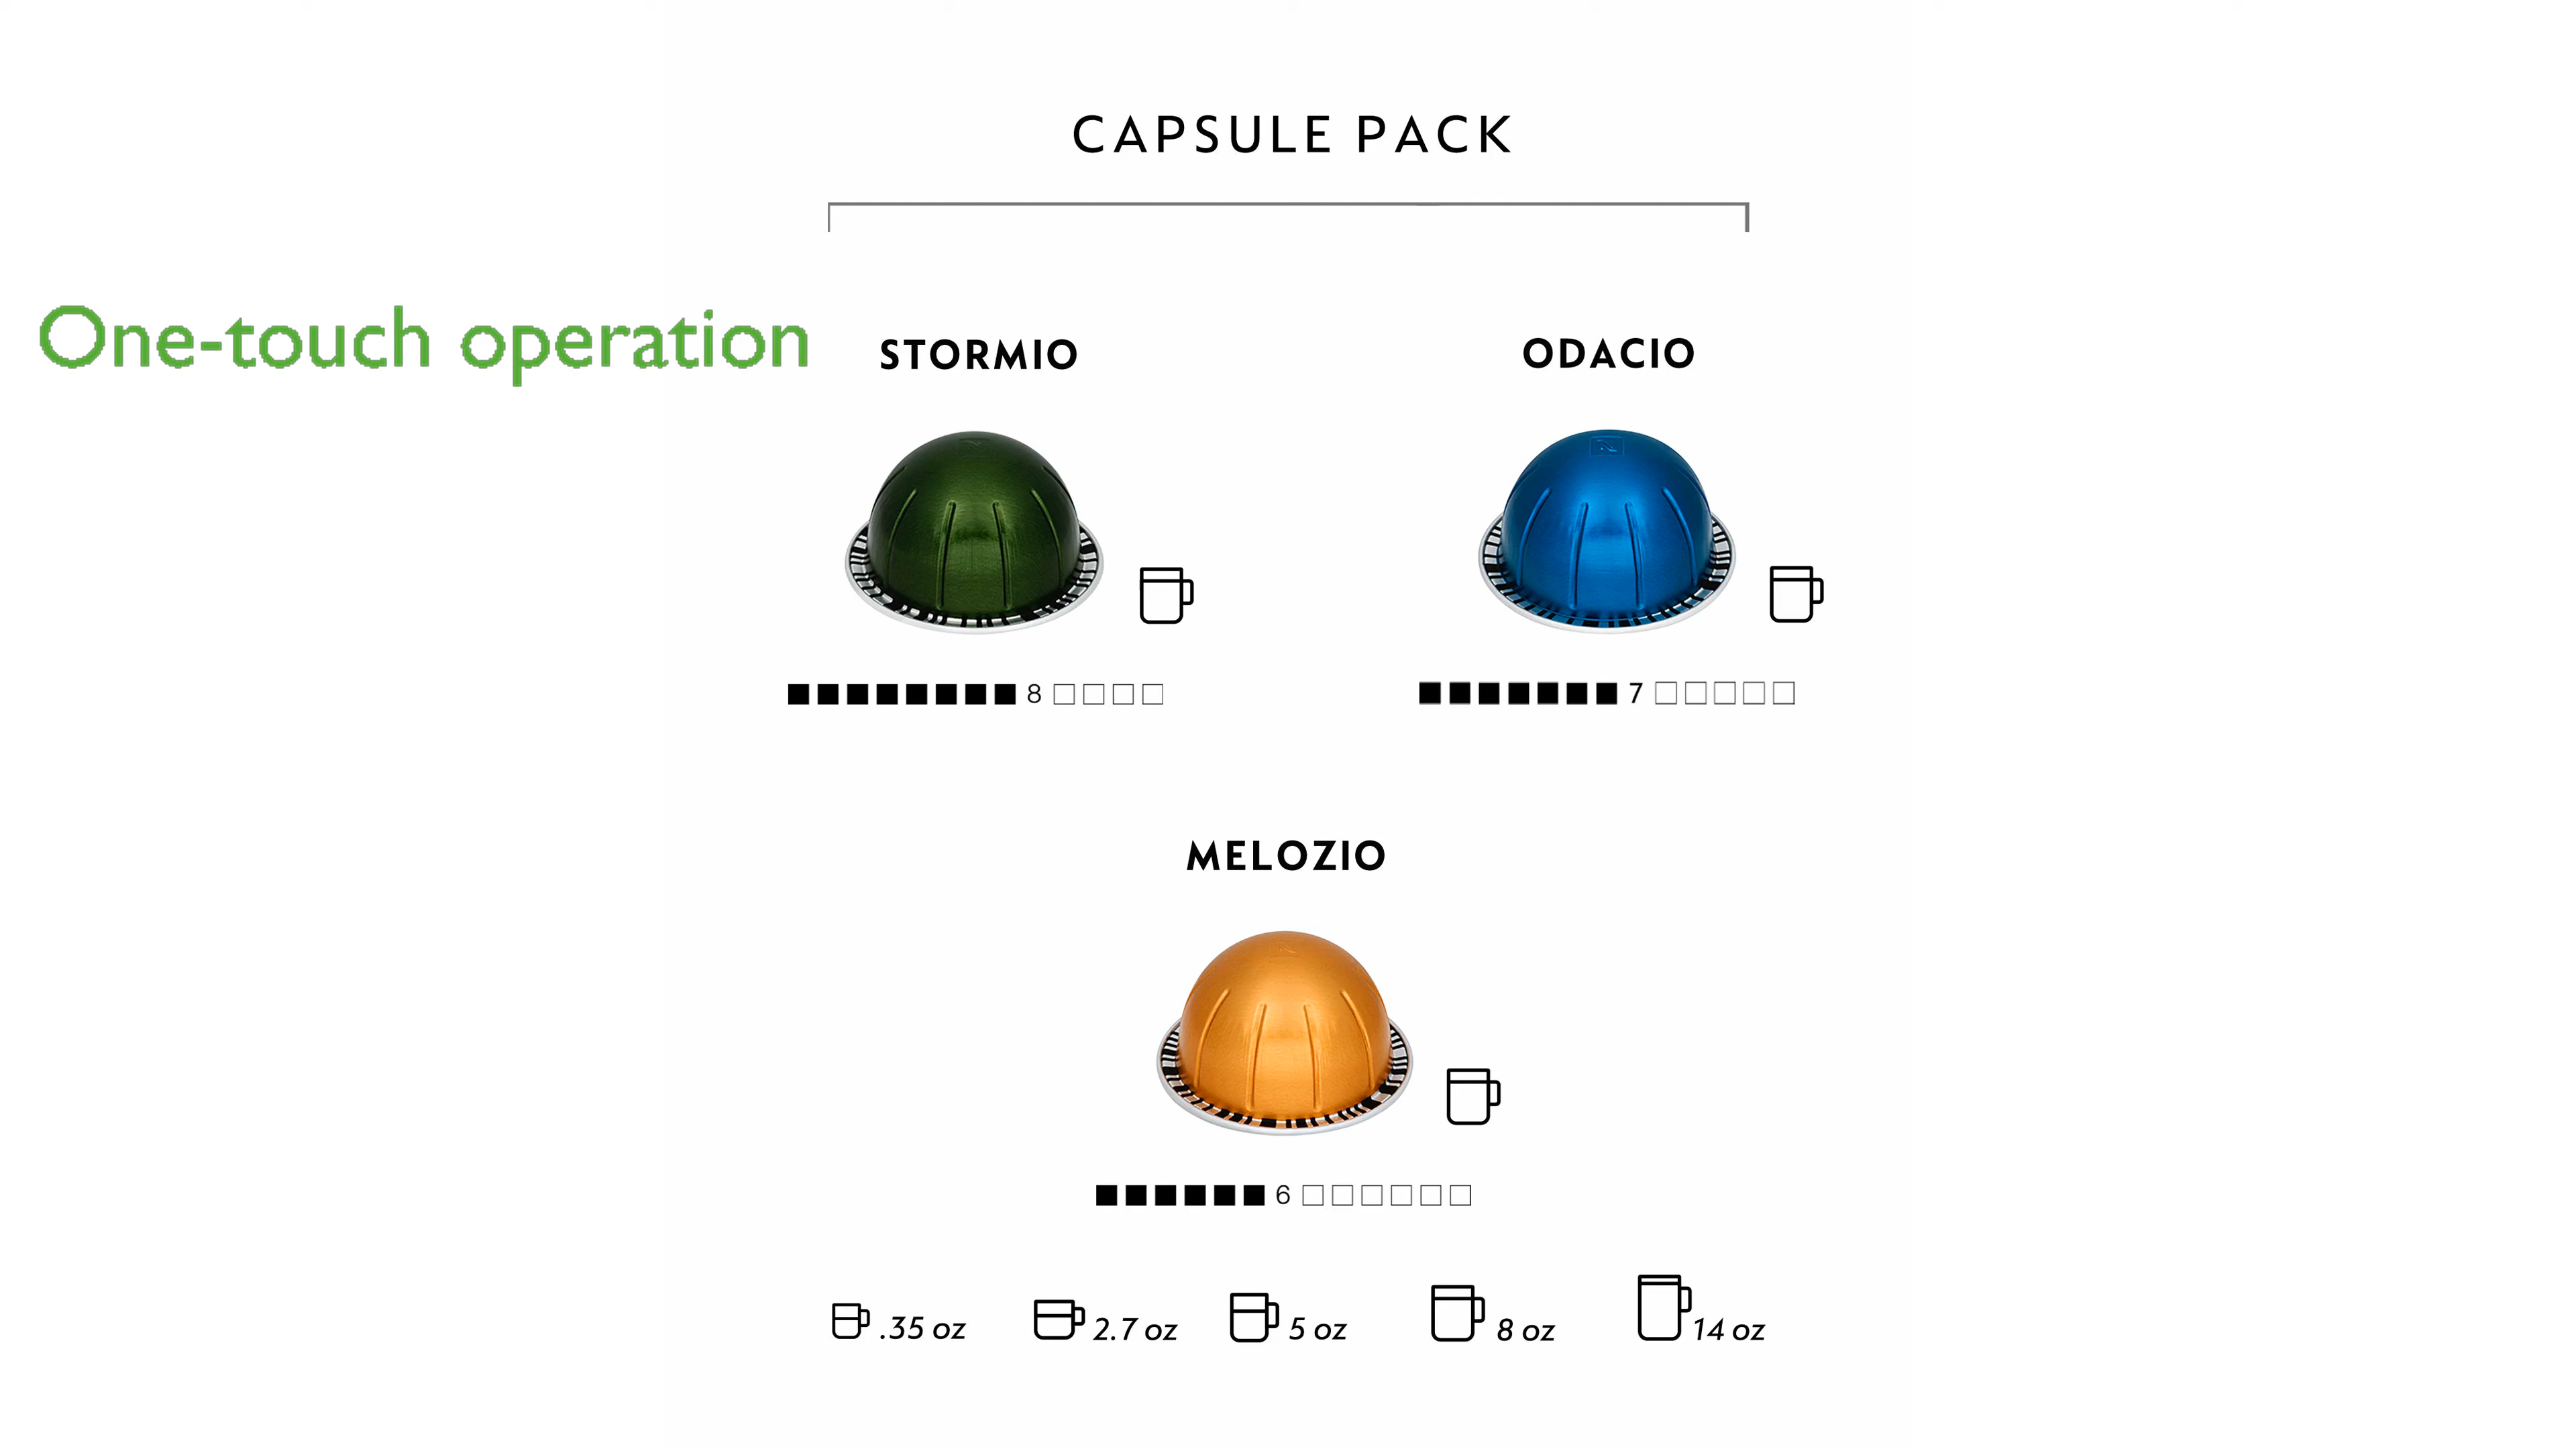 CAPSULE PACK
One-touch operation
STORMIO
ODACIO
8
7
MELOZIO
6
.35 oz
2.7 oz
5 oz
8 oz
14 oz